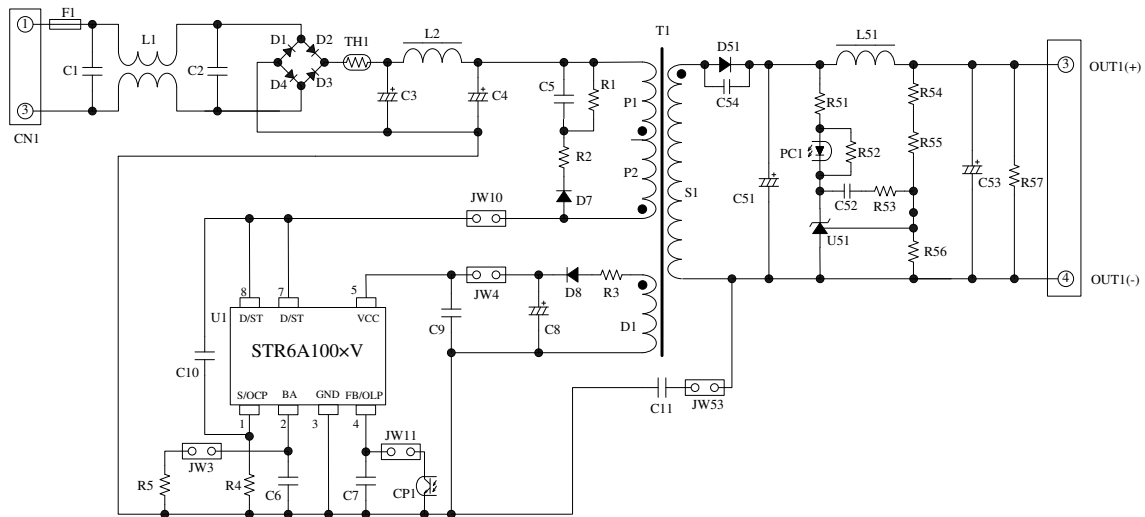 F1
1
L1
C1
C2
3
CN1
D1
D2
D4
D3
TH1
L2
C3
C4
C5
R1
R2
D7
JW10
T1
P1
P2
S1
D51
C54
L51
C51
R51
PC1
R52
C52
R53
U51
R54
R55
R56
C53
R57
3
OUT1(+)
4
OUT1(-)
8
7
5
U1
D/ST
D/ST
VCC
STR6A100×V
S/OCP
BA
GND
FB/OLP
1
2
3
4
C10
C9
JW4
C8
D8
R3
D1
C11
JW53
JW3
JW11
R5
R4
C6
C7
CP1